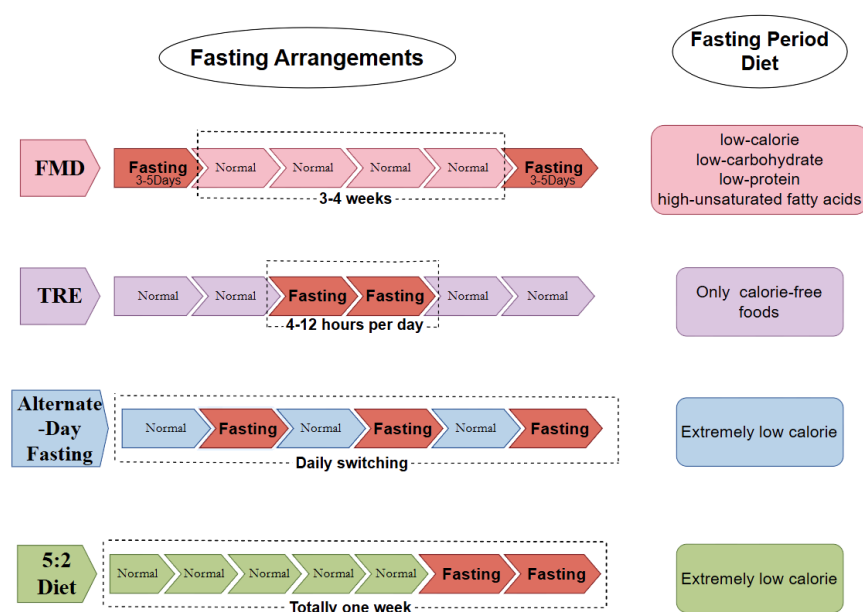 Fasting Arrangements
Fasting Period
Diet
FMD
Fasting
3-5Days
Normal
Normal
Normal
Normal
Fasting
3-5Days
3-4 weeks
low-calorie
low-carbohydrate
low-protein
high-unsaturated fatty acids
TRE
Normal
Normal
Fasting
Fasting
Normal
Normal
4-12 hours per day
Only calorie-free
foods
Alternate
-Day
Fasting
Normal
Fasting
Normal
Fasting
Normal
Fasting
Daily switching
Extremely low calorie
5:2
Diet
Normal
Normal
Normal
Normal
Normal
Fasting
Fasting
Totally one week
Extremely low calorie